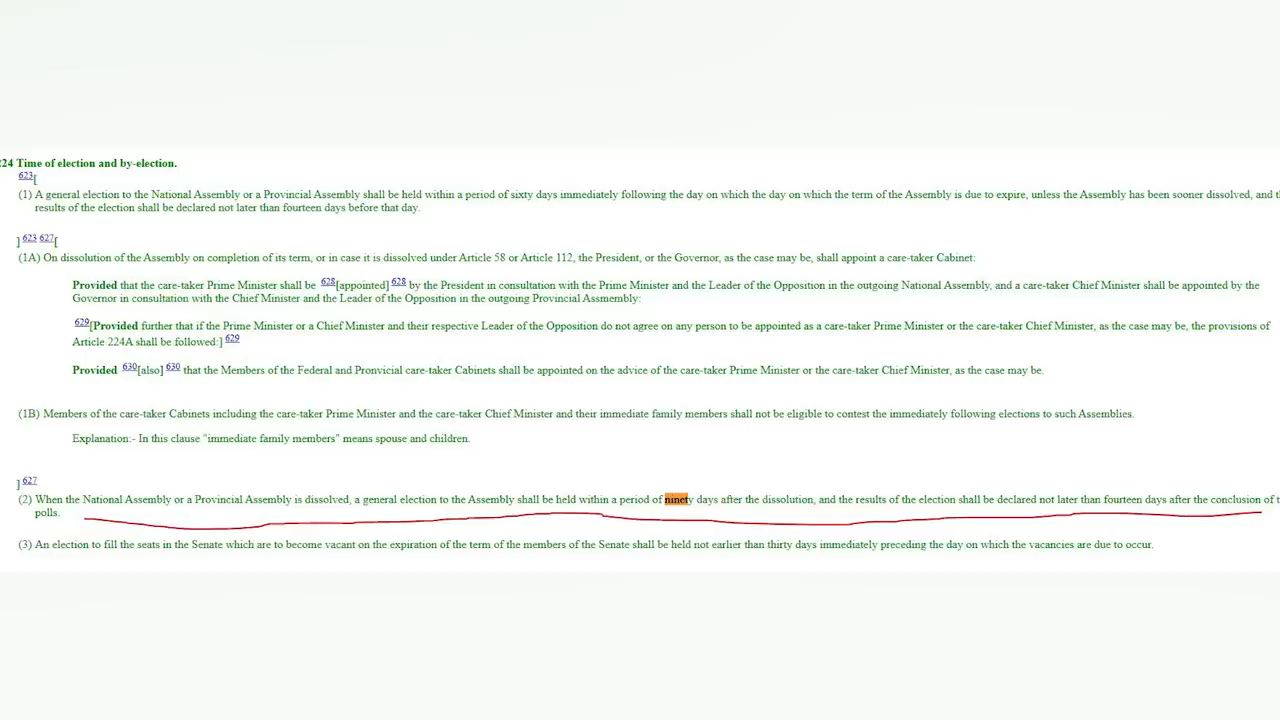 224 Time of election and by-election.
623[
(1) A general election to the National Assembly or a Provincial Assembly shall be held within a period of sixty days immediately following the day on which the day on which the term of the Assembly is due to expire, unless the Assembly has been sooner dissolved, and
results of the election shall be declared not later than fourteen days before that day.
]623 627[
(1A) On dissolution of the Assembly on completion of its term, or in case it is dissolved under Article 58 or Article 112, the President, or the Governor, as the case may be, shall appoint a care-taker Cabinet:
Provided that the care-taker Prime Minister shall be 628[appointed] 628 by the President in consultation with the Prime Minister and the Leader of the Opposition in the outgoing National Assembly, and a care-taker Chief Minister shall be appointed by the
Governor in consultation with the Chief Minister and the Leader of the Opposition in the outgoing Provincial Assmembly:
629[Provided further that if the Prime Minister or a Chief Minister and their respective Leader of the Opposition do not agree on any person to be appointed as a care-taker Prime Minister or the care-taker Chief Minister, as the case may be, the provisions of
Article 224A shall be followed:] 629
Provided 630[also] 630 that the Members of the Federal and Pronvicial care-taker Cabinets shall be appointed on the advice of the care-taker Prime Minister or the care-taker Chief Minister, as the case may be.
(1B) Members of the care-taker Cabinets including the care-taker Prime Minister and the care-taker Chief Minister and their immediate family members shall not be eligible to contest the immediately following elections to such Assemblies.
Explanation:- In this clause "immediate family members" means spouse and children.
]627
(2) When the National Assembly or a Provincial Assembly is dissolved, a general election to the Assembly shall be held within a period of ninety days after the dissolution, and the results of the election shall be declared not later than fourteen days after the conclusion of
polls.
(3) An election to fill the seats in the Senate which are to become vacant on the expiration of the term of the members of the Senate shall be held not earlier than thirty days immediately preceding the day on which the vacancies are due to occur.